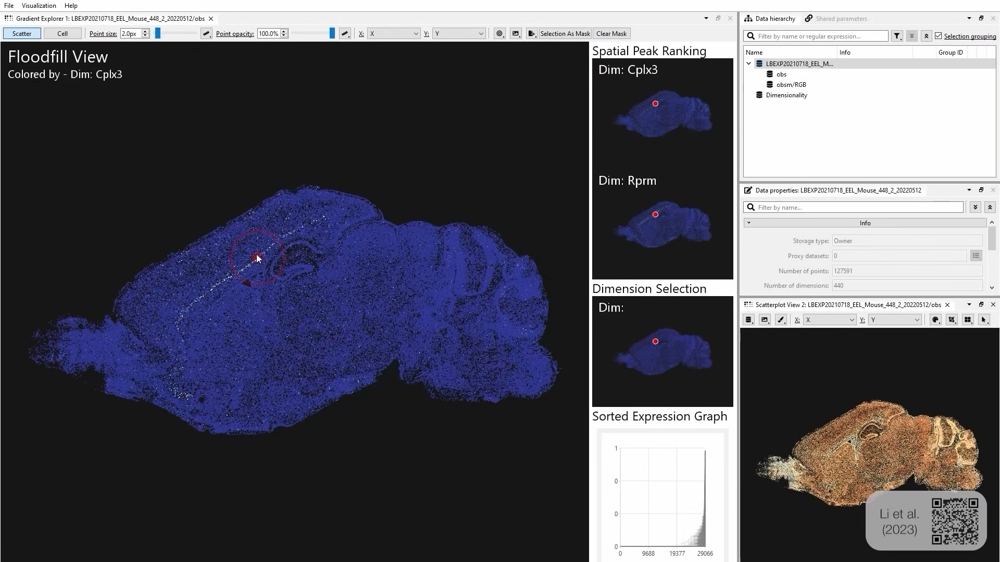 File Visualization Help
Gradient Explorer 1: LBEXP20210718_EEL_Mouse_448_2_20220512/obs
Scatter Cell Point size: 2.0px Point opacity: 100.0% X: X Y: Y Selection As Mask Clear Mask
Floodfill View
Colored by - Dim: Cplx3
Spatial Peak Ranking
Dim: Cplx3
Dim: Rprm
Dimension Selection
Dim:
Sorted Expression Graph
1
0
0
0
0 9688 19377 29066
Data hierarchy Shared parameters
Filter by name or regular expression... Selection grouping
Name Info Group ID
LBEXP20210718_EEL_M...
obs
obsm/RGB
Dimensionality
Data properties: LBEXP20210718_EEL_Mouse_448_2_20220512
Filter by name...
Info
Storage type: Owner
Proxy datasets: 0
Number of points: 127591
Number of dimensions: 440
Scatterplot View 2: LBEXP20210718_EEL_Mouse_448_2_20220512/obs
X: X Y: Y
Li et al.
(2023)